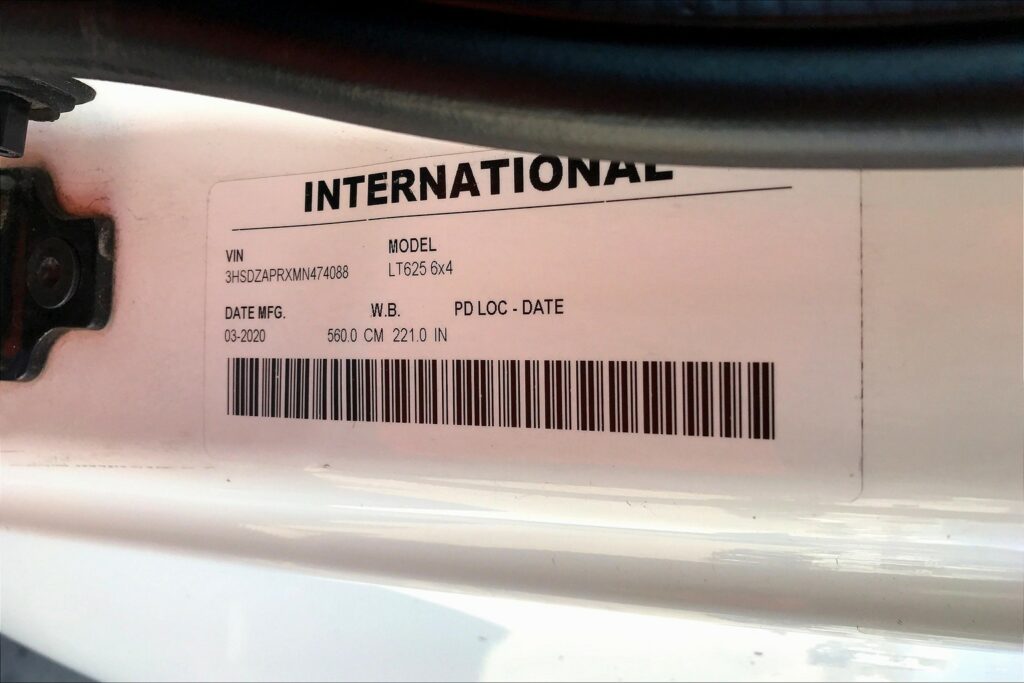 INTERNATIONAL
VIN MODEL
3HSDZAPRXMN474088 LT625 6x4
DATE MFG. W.B. PD LOC - DATE
03-2020 560.0 CM 221.0 IN